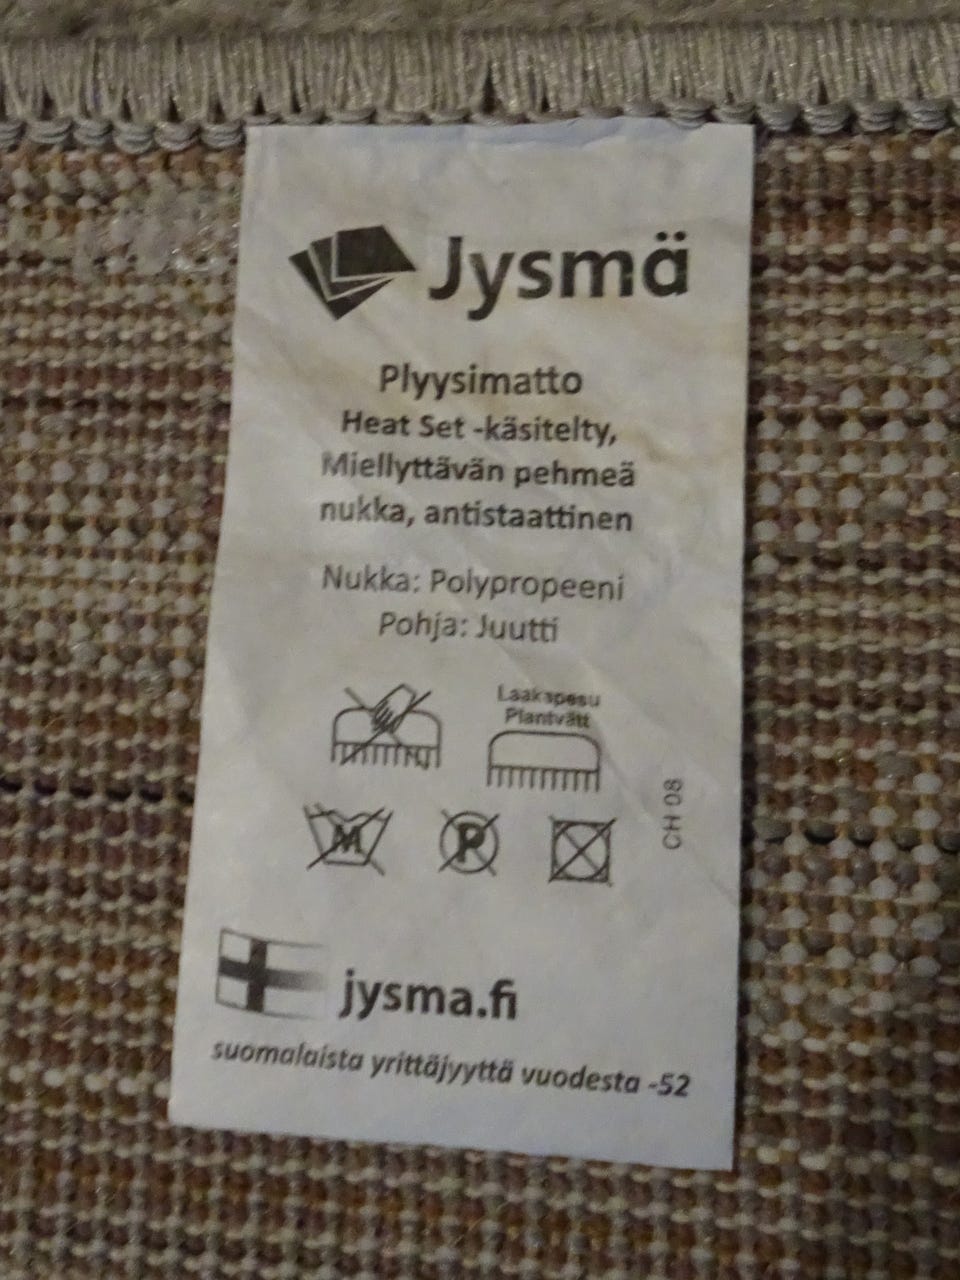 Jysmä
Plyysimatto
Heat Set -käsitelty,
Miellyttävän pehmeä
nukka, antistaattinen
Nukka: Polypropeeni
Pohja: Juutti
Laakapesu
Plantvätt
M
P
CH 08
jysma.fi
suomalaista yrittäjyyttä vuodesta -52